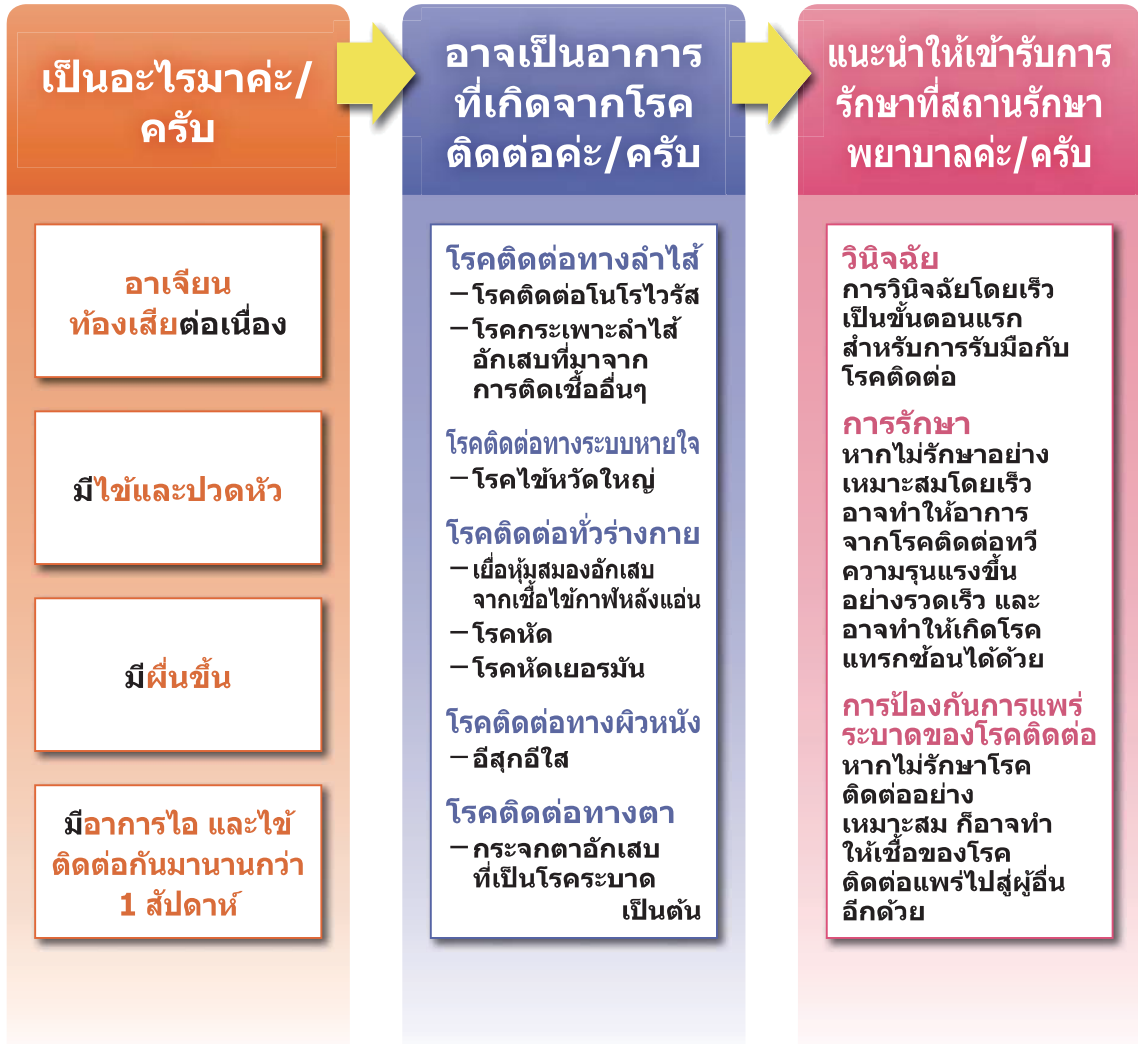 เป็นอะไรมาค่ะ/
ครับ
อาเจียน
ท้องเสียต่อเนื่อง
มีไข้และปวดหัว
มีผื่นขึ้น
มีอาการไอ และไข้
ติดต่อกันมานานกว่า
1 สัปดาห์
อาจเป็นอาการ
ที่เกิดจากโรค
ติดต่อค่ะ/ครับ
โรคติดต่อทางลำไส้
– โรคติดต่อโนโรไวรัส
– โรคกระเพาะลำไส้
อักเสบที่มาจาก
การติดเชื้ออื่นๆ
โรคติดต่อทางระบบหายใจ
– โรคไข้หวัดใหญ่
โรคติดต่อทั่วร่างกาย
– เยื่อหุ้มสมองอักเสบ
จากเชื้อไข้กาฬหลังแอ่น
– โรคหัด
– โรคหัดเยอรมัน
โรคติดต่อทางผิวหนัง
– อีสุกอีใส
โรคติดต่อทางตา
– กระจกตาอักเสบ
ที่เป็นโรคระบาด
เป็นต้น
แนะนำให้เข้ารับการ
รักษาที่สถานรักษา
พยาบาลค่ะ/ครับ
วินิจฉัย
การวินิจฉัยโดยเร็ว
เป็นขั้นตอนแรก
สำหรับการรับมือกับ
โรคติดต่อ
การรักษา
หากไม่รักษาอย่าง
เหมาะสมโดยเร็ว
อาจทำให้อาการ
จากโรคติดต่อทวี
ความรุนแรงขึ้น
อย่างรวดเร็ว และ
อาจทำให้เกิดโรค
แทรกซ้อนได้ด้วย
การป้องกันการแพร่
ระบาดของโรคติดต่อ
หากไม่รักษาโรค
ติดต่ออย่าง
เหมาะสม ก็อาจทำ
ให้เชื้อของโรค
ติดต่อแพร่ไปสู่ผู้อื่น
อีกด้วย